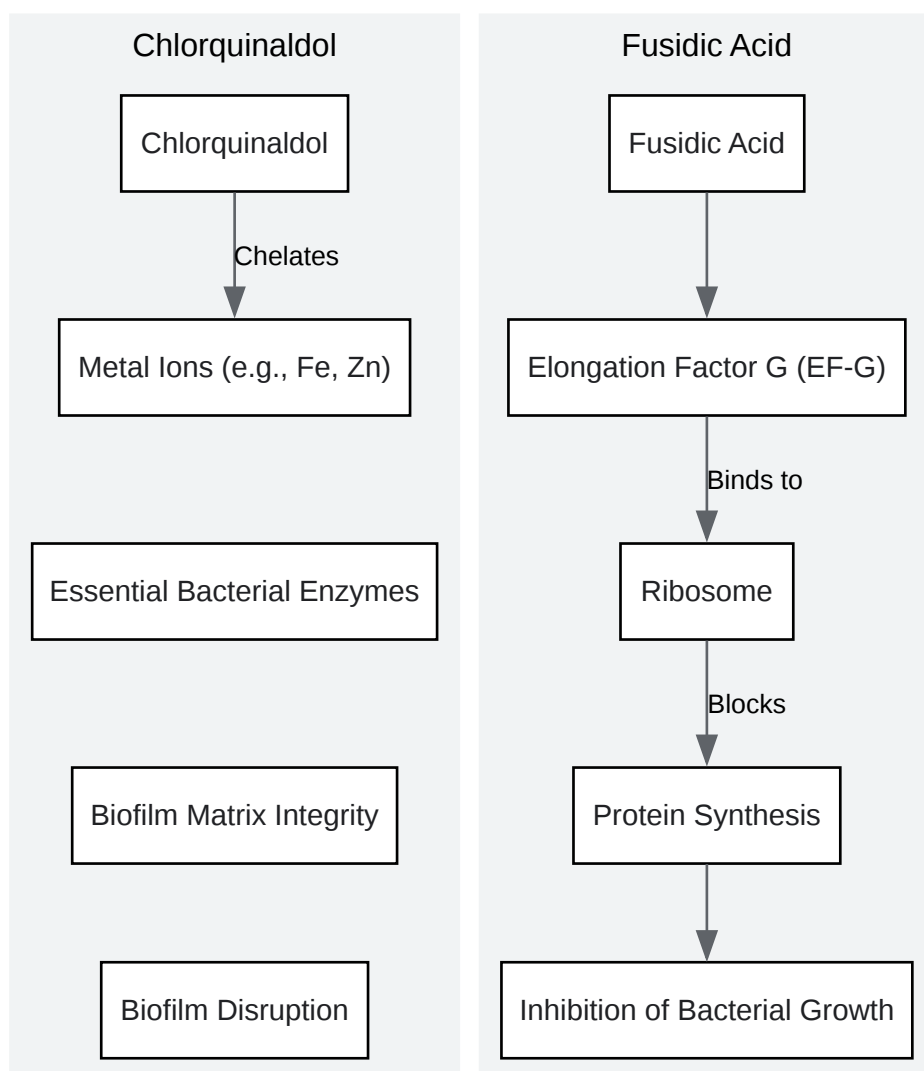 Chlorquinaldol
Chlorquinaldol
Chelates
Metal Ions (e.g., Fe, Zn)
Essential Bacterial Enzymes
Biofilm Matrix Integrity
Biofilm Disruption
Fusidic Acid
Fusidic Acid
Elongation Factor G (EF-G)
Binds to
Ribosome
Blocks
Protein Synthesis
Inhibition of Bacterial Growth